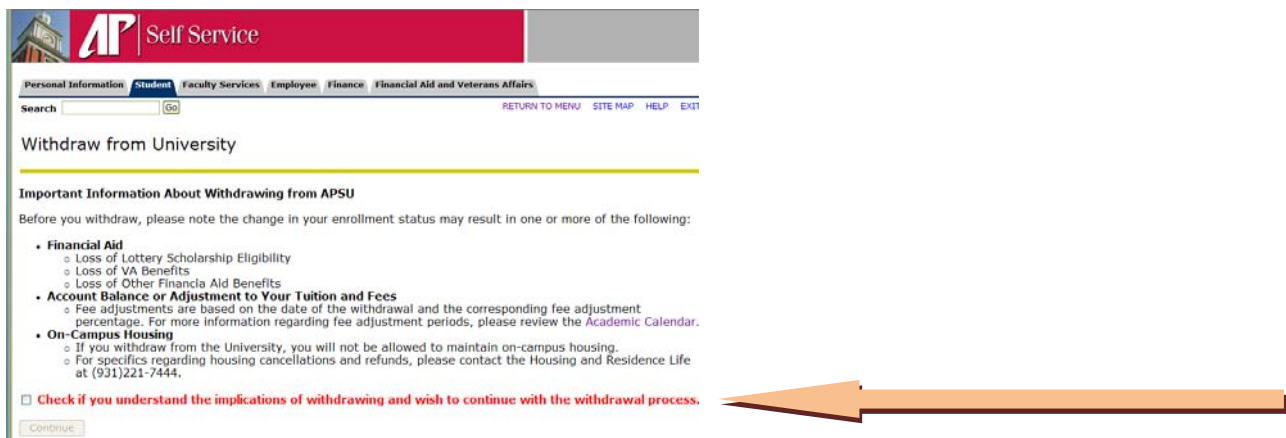 AP Self Service
Personal Information Student Faculty Services Employee Finance Financial Aid and Veterans Affairs
Search Go RETURN TO MENU SITE MAP HELP EXIT
Withdraw from University
Important Information About Withdrawing from APSU
Before you withdraw, please note the change in your enrollment status may result in one or more of the following:
• Financial Aid
o Loss of Lottery Scholarship Eligibility
o Loss of VA Benefits
o Loss of Other Financia Aid Benefits
• Account Balance or Adjustment to Your Tuition and Fees
o Fee adjustments are based on the date of the withdrawal and the corresponding fee adjustment
percentage. For more information regarding fee adjustment periods, please review the Academic Calendar.
• On-Campus Housing
o If you withdraw from the University, you will not be allowed to maintain on-campus housing.
o For specifics regarding housing cancellations and refunds, please contact the Housing and Residence Life
at (931)221-7444.
Check if you understand the implications of withdrawing and wish to continue with the withdrawal process.
Continue